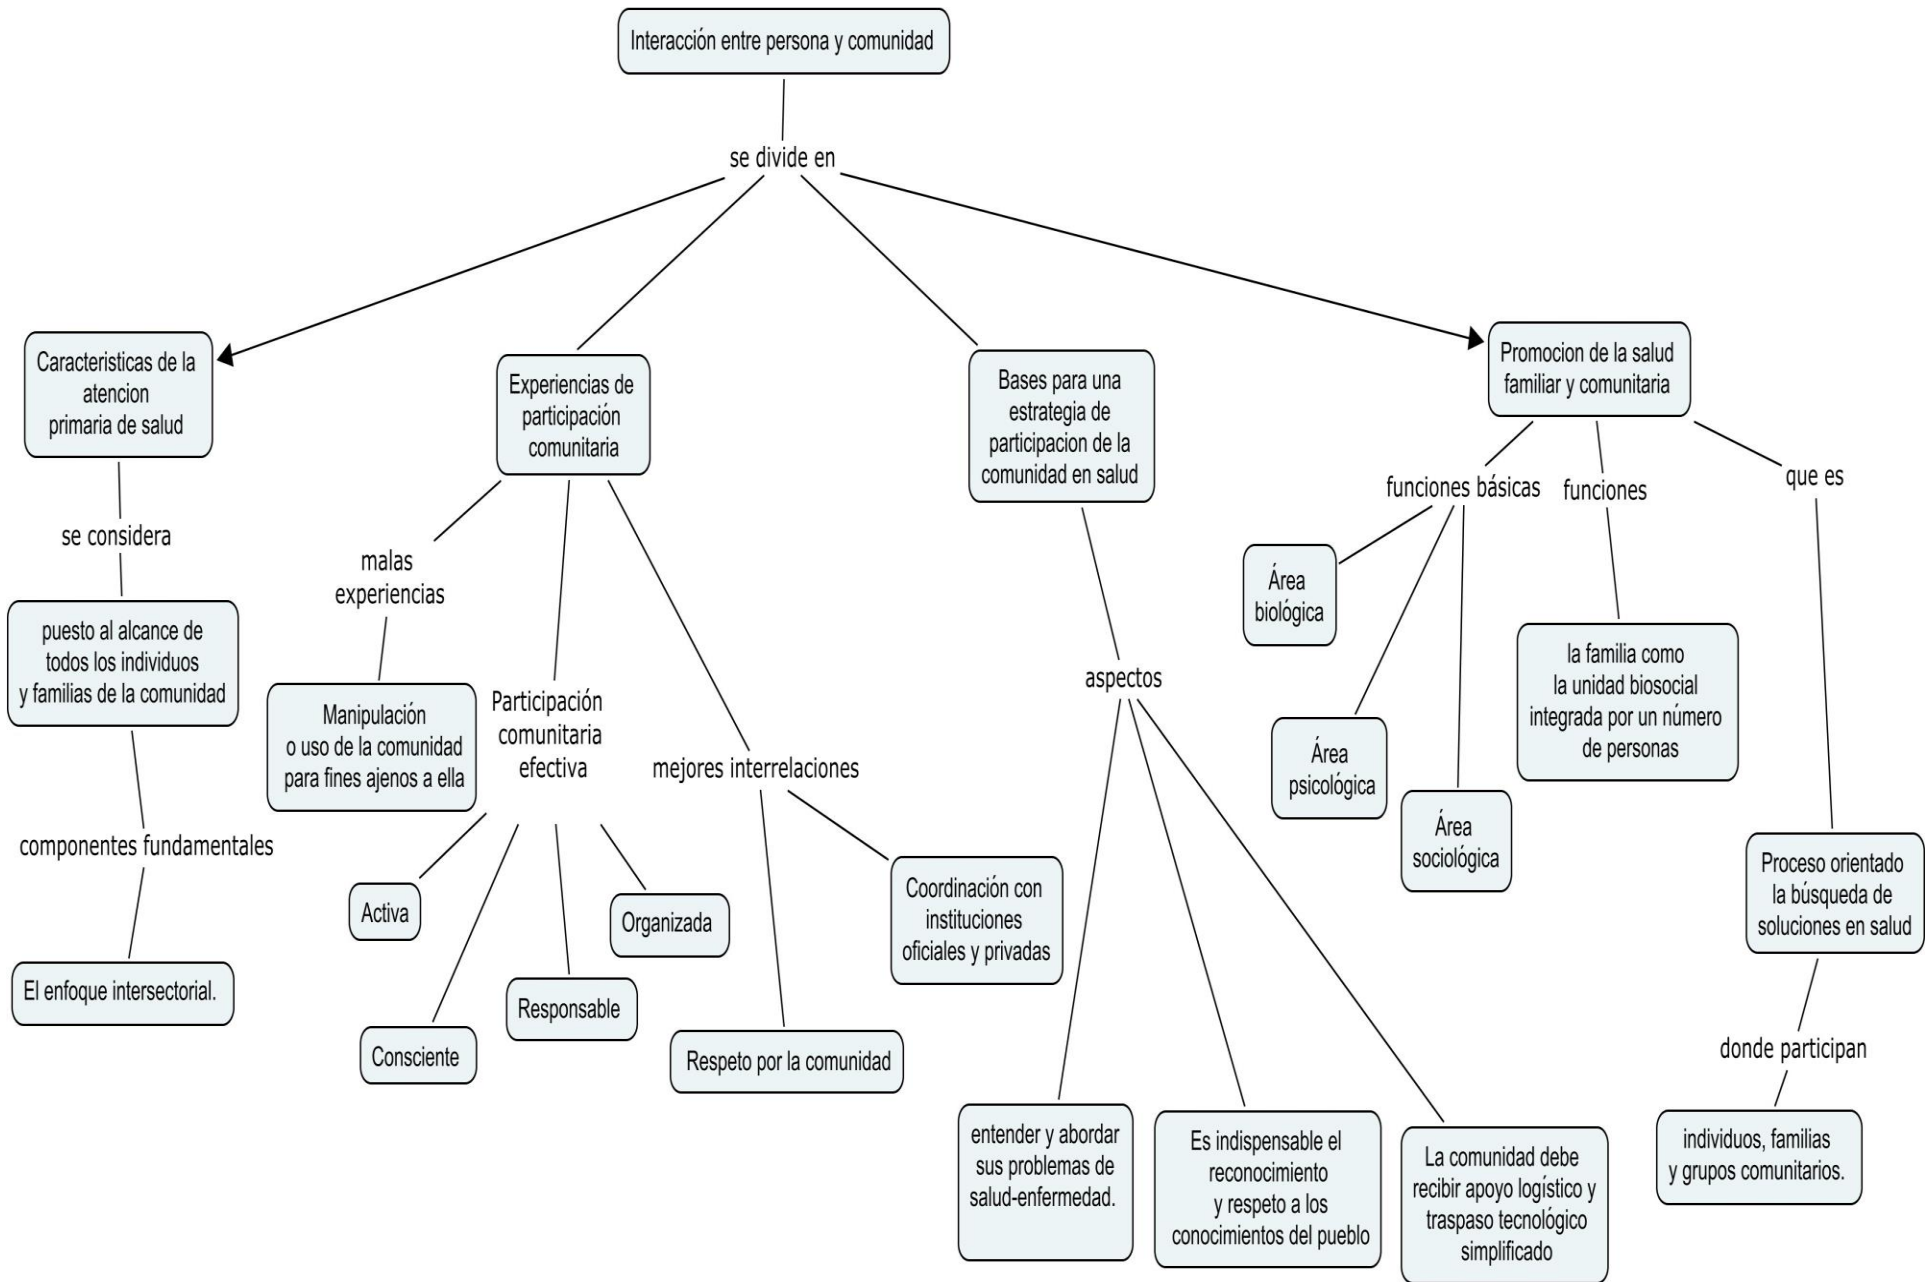 Interacción entre persona y comunidad
se divide en
Caracteristicas de la
atencion
primaria de salud
se considera
puesto al alcance de
todos los individuos
y familias de la comunidad
componentes fundamentales
El enfoque intersectorial.
Experiencias de
participación
comunitaria
malas
experiencias
Manipulación
o uso de la comunidad
para fines ajenos a ella
Participación
comunitaria
efectiva
Activa
Consciente
Responsable
Organizada
mejores interrelaciones
Respeto por la comunidad
Coordinación con
instituciones
oficiales y privadas
Bases para una
estrategia de
participacion de la
comunidad en salud
aspectos
entender y abordar
sus problemas de
salud-enfermedad.
Es indispensable el
reconocimiento
y respeto a los
conocimientos del pueblo
La comunidad debe
recibir apoyo logístico y
traspaso tecnológico
simplificado
Promocion de la salud
familiar y comunitaria
funciones básicas
Área
biológica
Área
psicológica
Área
sociológica
funciones
la familia como
la unidad biosocial
integrada por un número
de personas
que es
Proceso orientado
la búsqueda de
soluciones en salud
donde participan
individuos, familias
y grupos comunitarios.